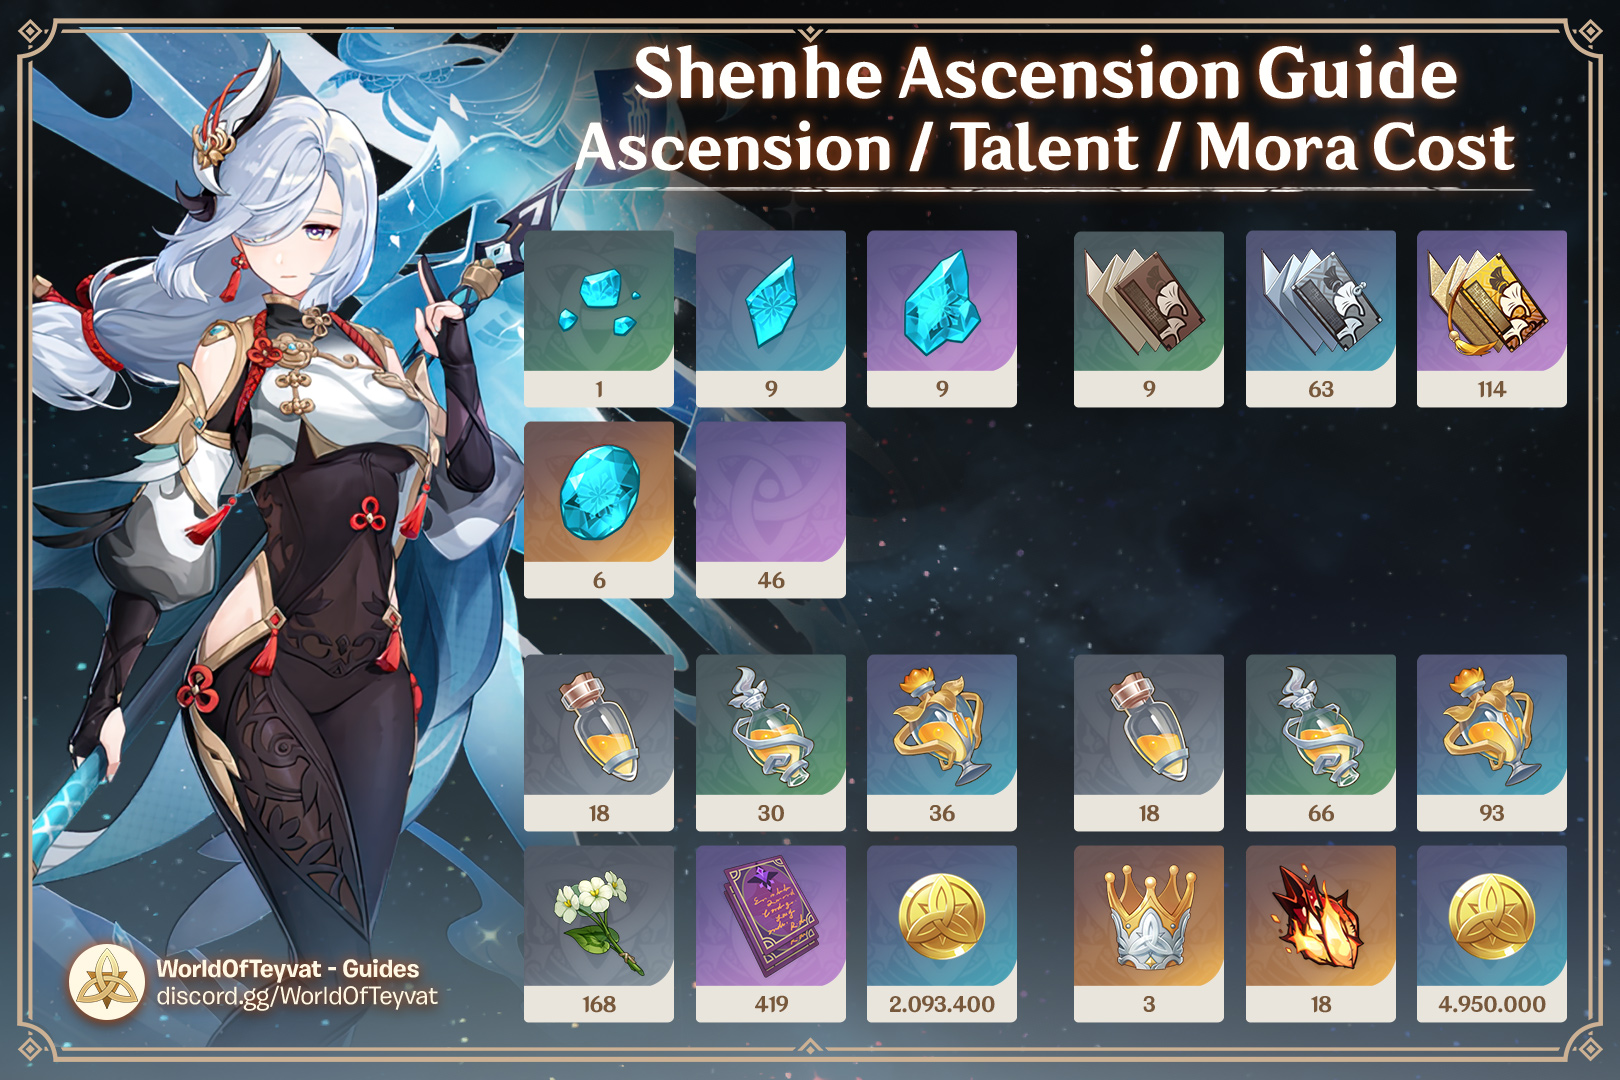 Shenhe Ascension Guide
Ascension / Talent / Mora Cost
1 9 9 9 63 114
6 46
18 30 36 18 66 93
168 419 2.093.400 3 18 4.950.000
WorldOfTeyvat - Guides
discord.gg/WorldOfTeyvat